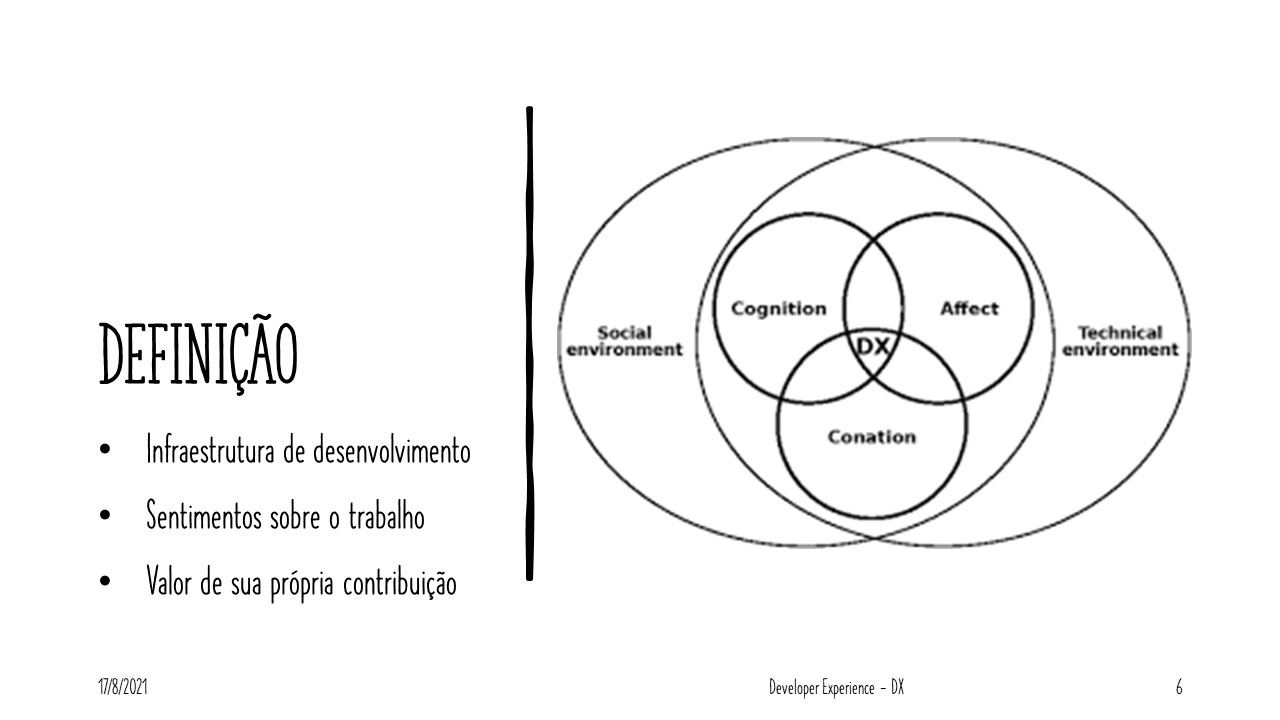 DEFINIÇÃO
• Infraestrutura de desenvolvimento
• Sentimentos sobre o trabalho
• Valor de sua própria contribuição
Social
environment
Cognition
Affect
DX
Conation
Technical
environment
17/8/2021
Developer Experience - DX
6